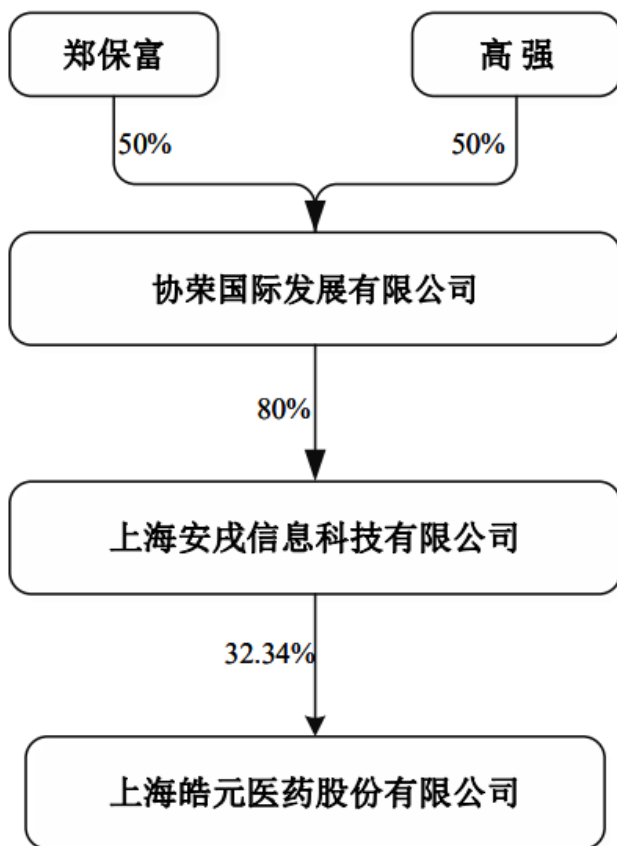 郑保富
高 强
50%
50%
协荣国际发展有限公司
80%
上海安戌信息科技有限公司
32.34%
上海皓元医药股份有限公司